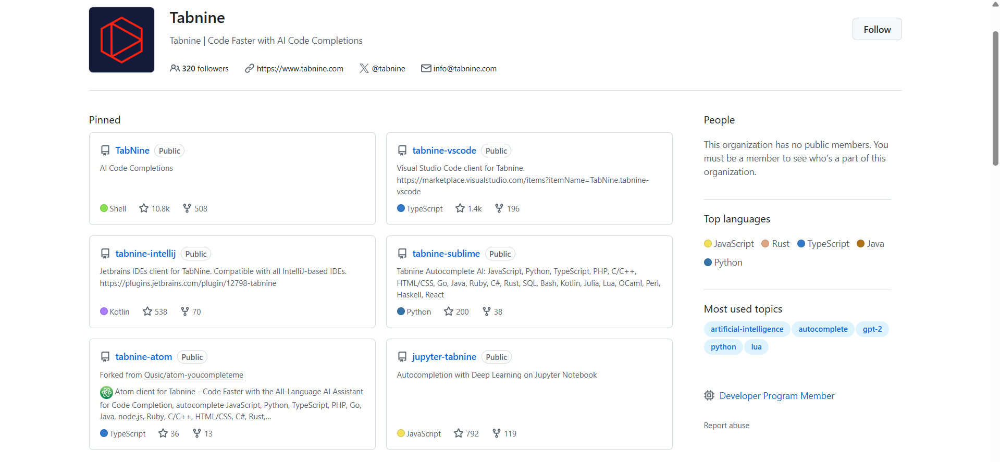 Tabnine
Tabnine | Code Faster with AI Code Completions
Follow
320 followers
https://www.tabnine.com
@tabnine
info@tabnine.com
Pinned
TabNine Public
AI Code Completions
Shell 10.8k 508
tabnine-vscode Public
Visual Studio Code client for Tabnine.
https://marketplace.visualstudio.com/items?itemName=TabNine.tabnine-
vscode
TypeScript 1.4k 196
tabnine-intellij Public
Jetbrains IDEs client for TabNine. Compatible with all IntelliJ-based IDEs.
https://plugins.jetbrains.com/plugin/12798-tabnine
Kotlin 538 70
tabnine-sublime Public
Tabnine Autocomplete AI: JavaScript, Python, TypeScript, PHP, C/C++,
HTML/CSS, Go, Java, Ruby, C#, Rust, SQL, Bash, Kotlin, Julia, Lua, OCaml, Perl,
Haskell, React
Python 200 38
tabnine-atom Public
Forked from Qusic/atom-youcompleteme
Atom client for Tabnine - Code Faster with the All-Language AI Assistant
for Code Completion, autocomplete JavaScript, Python, TypeScript, PHP, Go,
Java, node.js, Ruby, C/C++, HTML/CSS, C#, Rust,...
TypeScript 36 13
jupyter-tabnine Public
Autocompletion with Deep Learning on Jupyter Notebook
JavaScript 792 119
People
This organization has no public members. You
must be a member to see who’s a part of this
organization.
Top languages
JavaScript Rust TypeScript Java
Python
Most used topics
artificial-intelligence autocomplete gpt-2
python lua
Developer Program Member
Report abuse